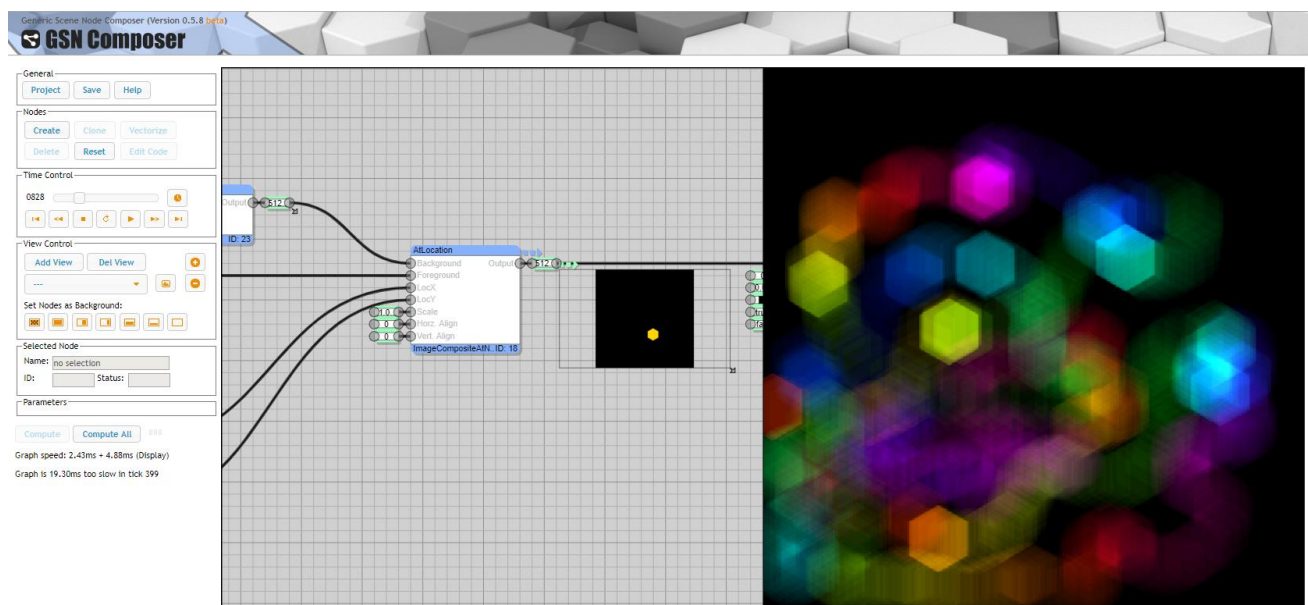 Generic Scene Node Composer (Version 0.5.8 beta)
GSN Composer
General
Project Save Help
Nodes
Create Clone Vectorize
Delete Reset Edit Code
Time Control
0828
View Control
Add View Del View
---
Set Nodes as Background:
Selected Node
Name: no selection
ID: Status:
Parameters
Compute Compute All
Graph speed: 2.43ms + 4.88ms (Display)
Graph is 19.30ms too slow in tick 399
Output 512
ID: 23
AtLocation
Background Output 512
Foreground
LocX
LocY
1.0 Scale
0 Horz. Align
0 Vert. Align
ImageCompositeAtN.. ID: 18